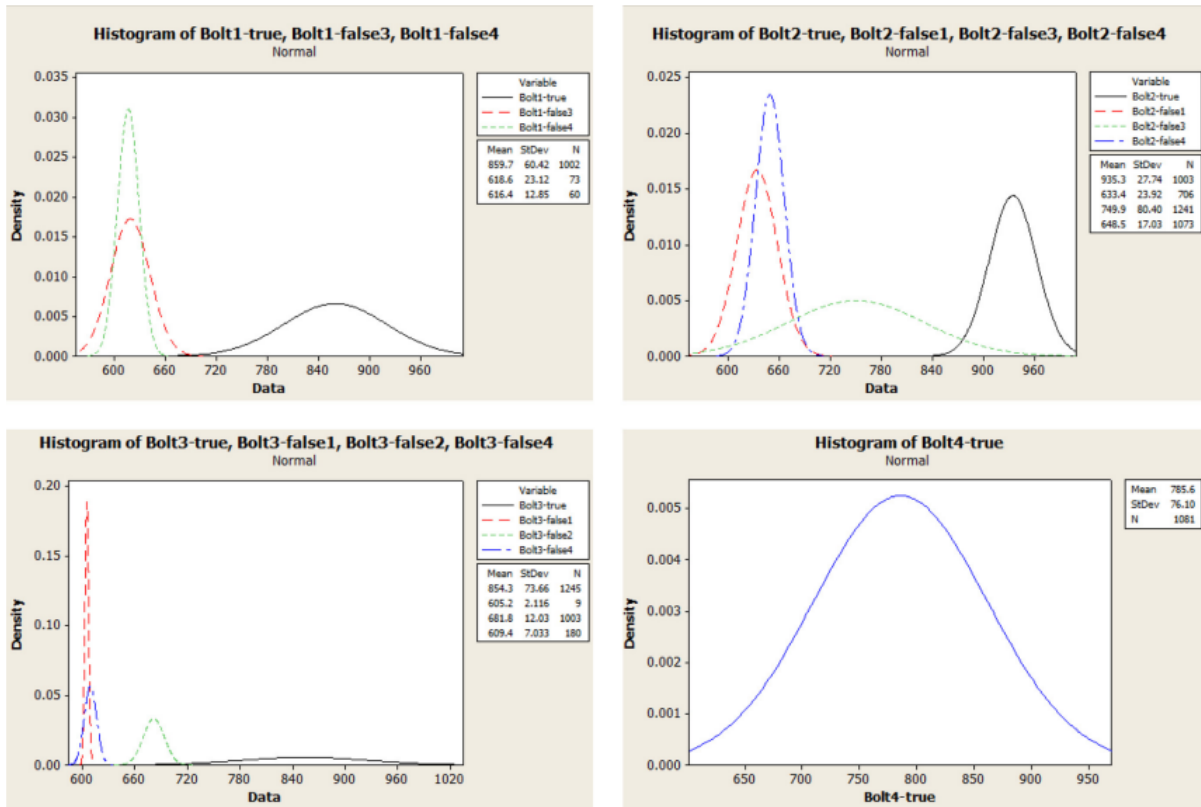 Histogram of Bolt1-true, Bolt1-false3, Bolt1-false4
Normal
0.035
0.030
0.025
0.020
0.015
0.010
0.005
0.000
Density
600 660 720 780 840 900 960
Data
Variable
Bolt1-true
Bolt1-false3
Bolt1-false4
Mean StDev N
859.7 60.42 1002
618.6 23.12 73
616.4 12.85 60
Histogram of Bolt2-true, Bolt2-false1, Bolt2-false3, Bolt2-false4
Normal
0.025
0.020
0.015
0.010
0.005
0.000
Density
600 660 720 780 840 900 960
Data
Variable
Bolt2-true
Bolt2-false1
Bolt2-false3
Bolt2-false4
Mean StDev N
935.3 27.74 1003
633.4 23.92 706
749.9 80.40 1241
648.5 17.03 1073
Histogram of Bolt3-true, Bolt3-false1, Bolt3-false2, Bolt3-false4
Normal
0.20
0.15
0.10
0.05
0.00
Density
600 660 720 780 840 900 960 1020
Data
Variable
Bolt3-true
Bolt3-false1
Bolt3-false2
Bolt3-false4
Mean StDev N
854.3 73.66 1245
605.2 2.116 9
681.8 12.03 1003
609.4 7.033 180
Histogram of Bolt4-true
Normal
0.005
0.004
0.003
0.002
0.001
0.000
Density
650 700 750 800 850 900 950
Bolt4-true
Mean 785.6
StDev 76.10
N 1081